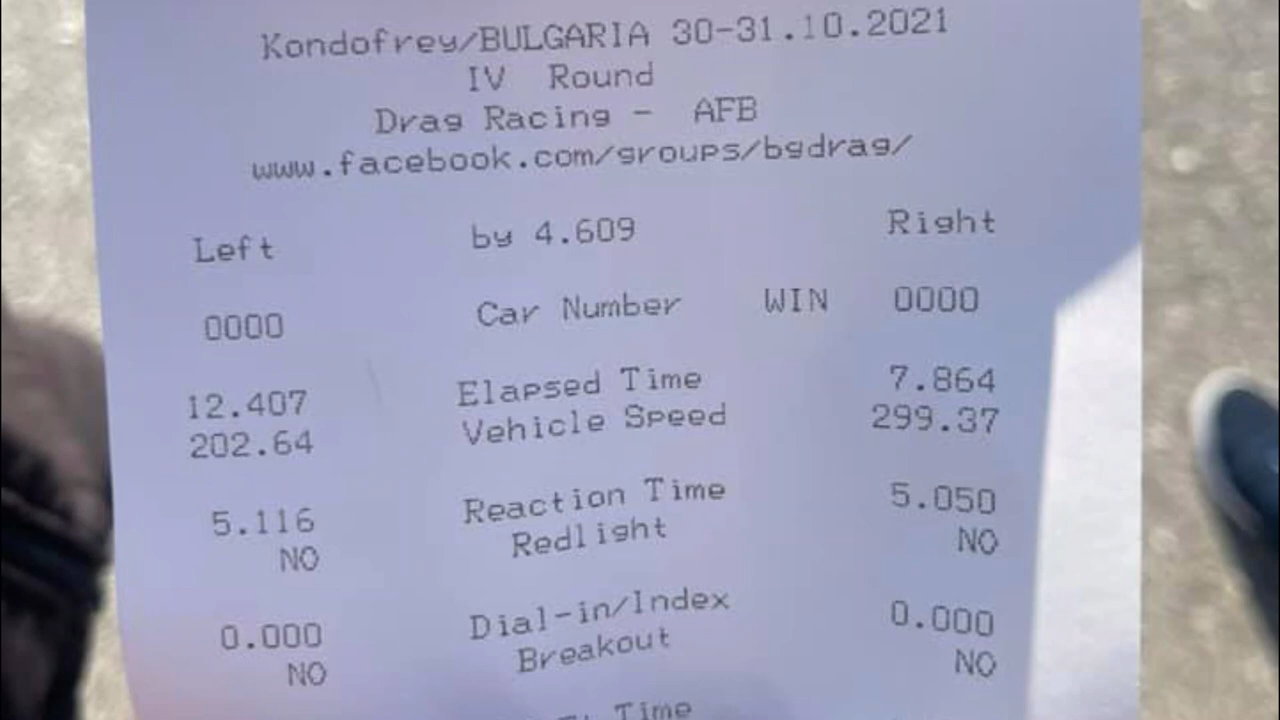 Kondofrey/BULGARIA 30-31.10.2021
IV Round
Drag Racing - AFB
www.facebook.com/groups/bgdrag/
Left by 4.609 Right
0000 Car Number WIN 0000
12.407 Elapsed Time 7.864
202.64 Vehicle Speed 299.37
5.116 Reaction Time 5.050
NO Redlight NO
0.000 Dial-in/Index 0.000
NO Breakout NO
Time